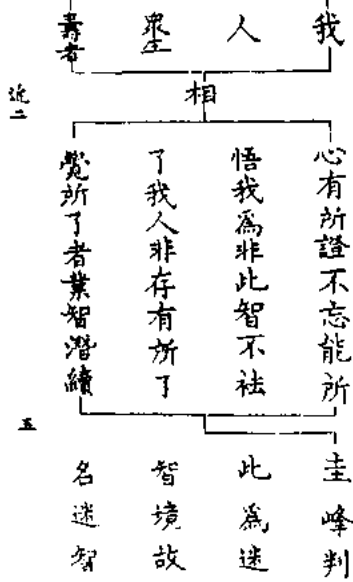 我
人
衆生
壽者
相
心有所證不忘能所
悟我為非此智不祛
了我人非存有所了
覺所了者業智潛續
近二
圭峰判
此為迷
智境故
名迷智
五